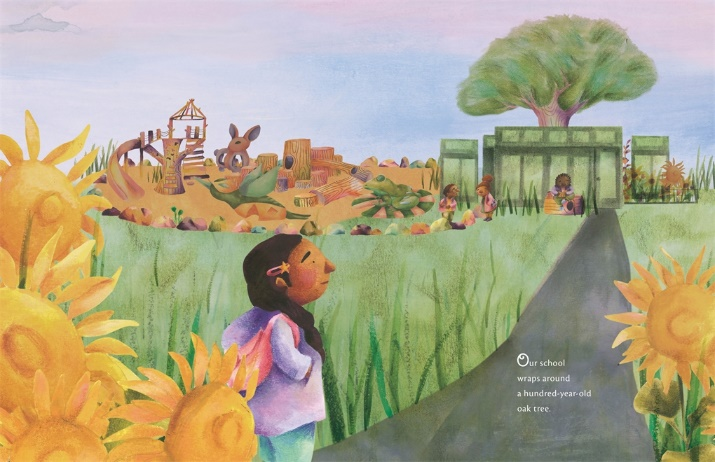 Our school
wraps around
a hundred-year-old
oak tree.